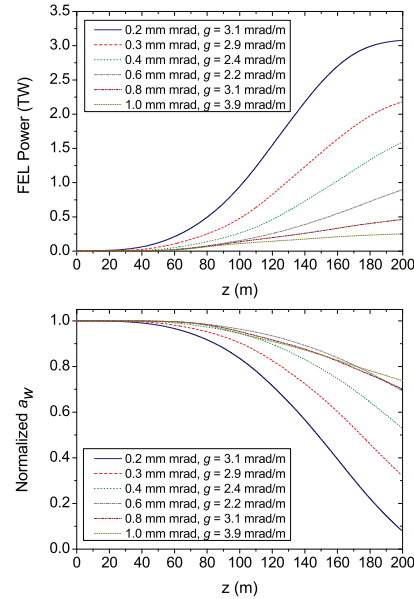 3.5
3.0
2.5
2.0
1.5
1.0
0.5
0.0
FEL Power (TW)
0.2 mm mrad, g = 3.1 mrad/m
0.3 mm mrad, g = 2.9 mrad/m
0.4 mm mrad, g = 2.4 mrad/m
0.6 mm mrad, g = 2.2 mrad/m
0.8 mm mrad, g = 3.1 mrad/m
1.0 mm mrad, g = 3.9 mrad/m
0 20 40 60 80 100 120 140 160 180 200
z (m)
1.0
0.8
0.6
0.4
0.2
0.0
Normalized aw
0.2 mm mrad, g = 3.1 mrad/m
0.3 mm mrad, g = 2.9 mrad/m
0.4 mm mrad, g = 2.4 mrad/m
0.6 mm mrad, g = 2.2 mrad/m
0.8 mm mrad, g = 3.1 mrad/m
1.0 mm mrad, g = 3.9 mrad/m
0 20 40 60 80 100 120 140 160 180 200
z (m)